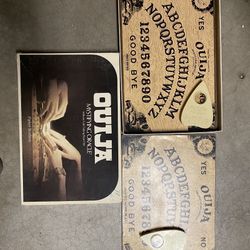 OUIJA
MYSTIFYING ORACLE
YES
OUIJA
NO
ABCDEFGHIJKLM
NOPQRSTUVWXYZ
1234567890
GOOD BYE
YES
OUIJA
NO
ABCDEFGHIJKLM
NOPQRSTUVWXYZ
1234567890
GOOD BYE